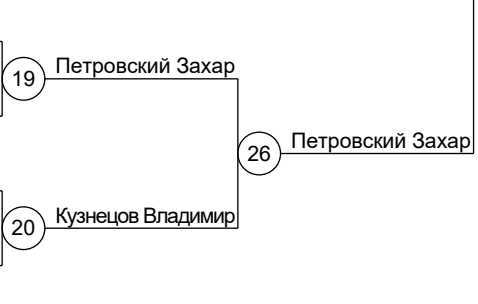 19 Петровский Захар
26 Петровский Захар
20 Кузнецов Владимир